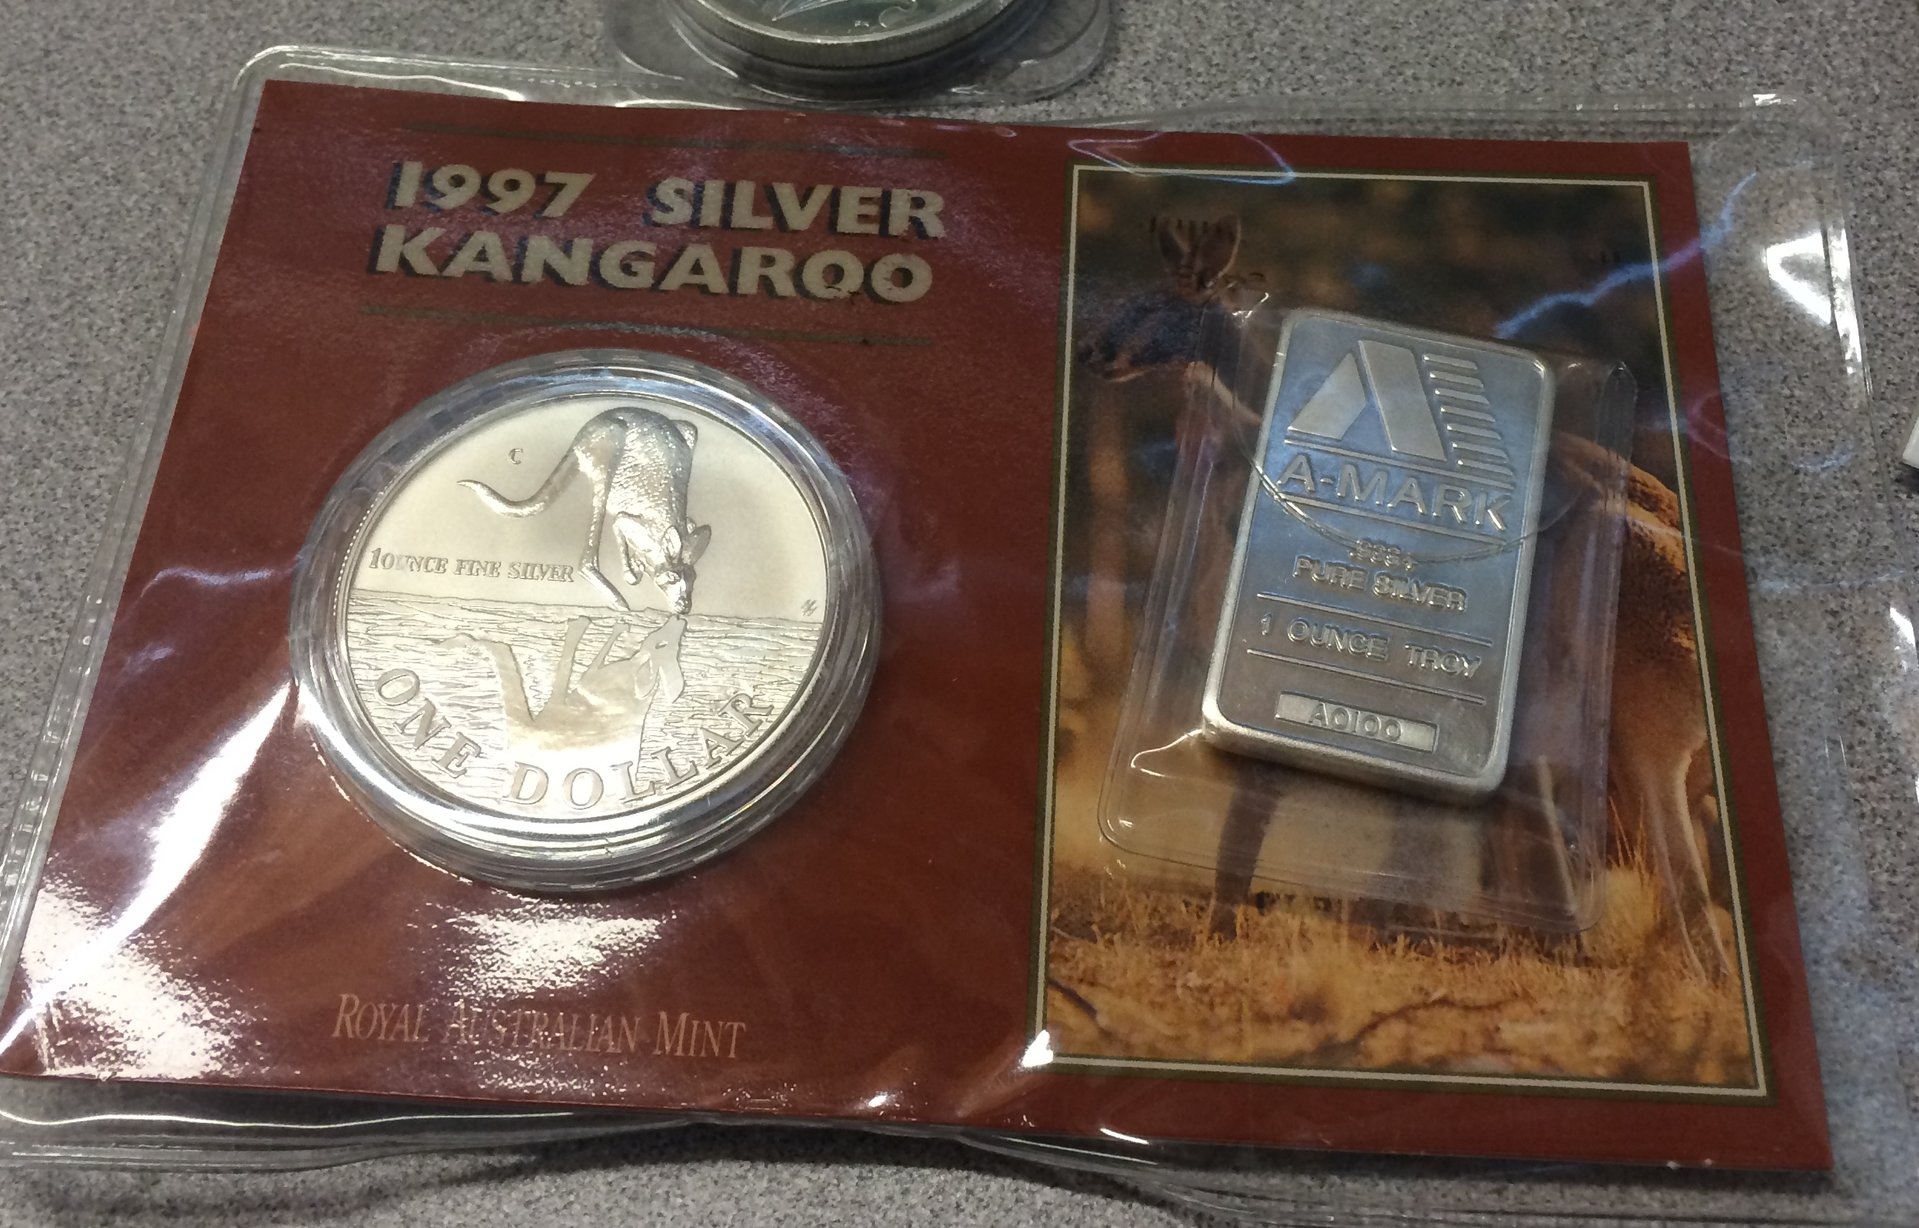 1997 SILVER
KANGAROO
C
1 OUNCE FINE SILVER
ONE DOLLAR
ROYAL AUSTRALIAN MINT
A-MARK
.999+
PURE SILVER
1 OUNCE TROY
A0100